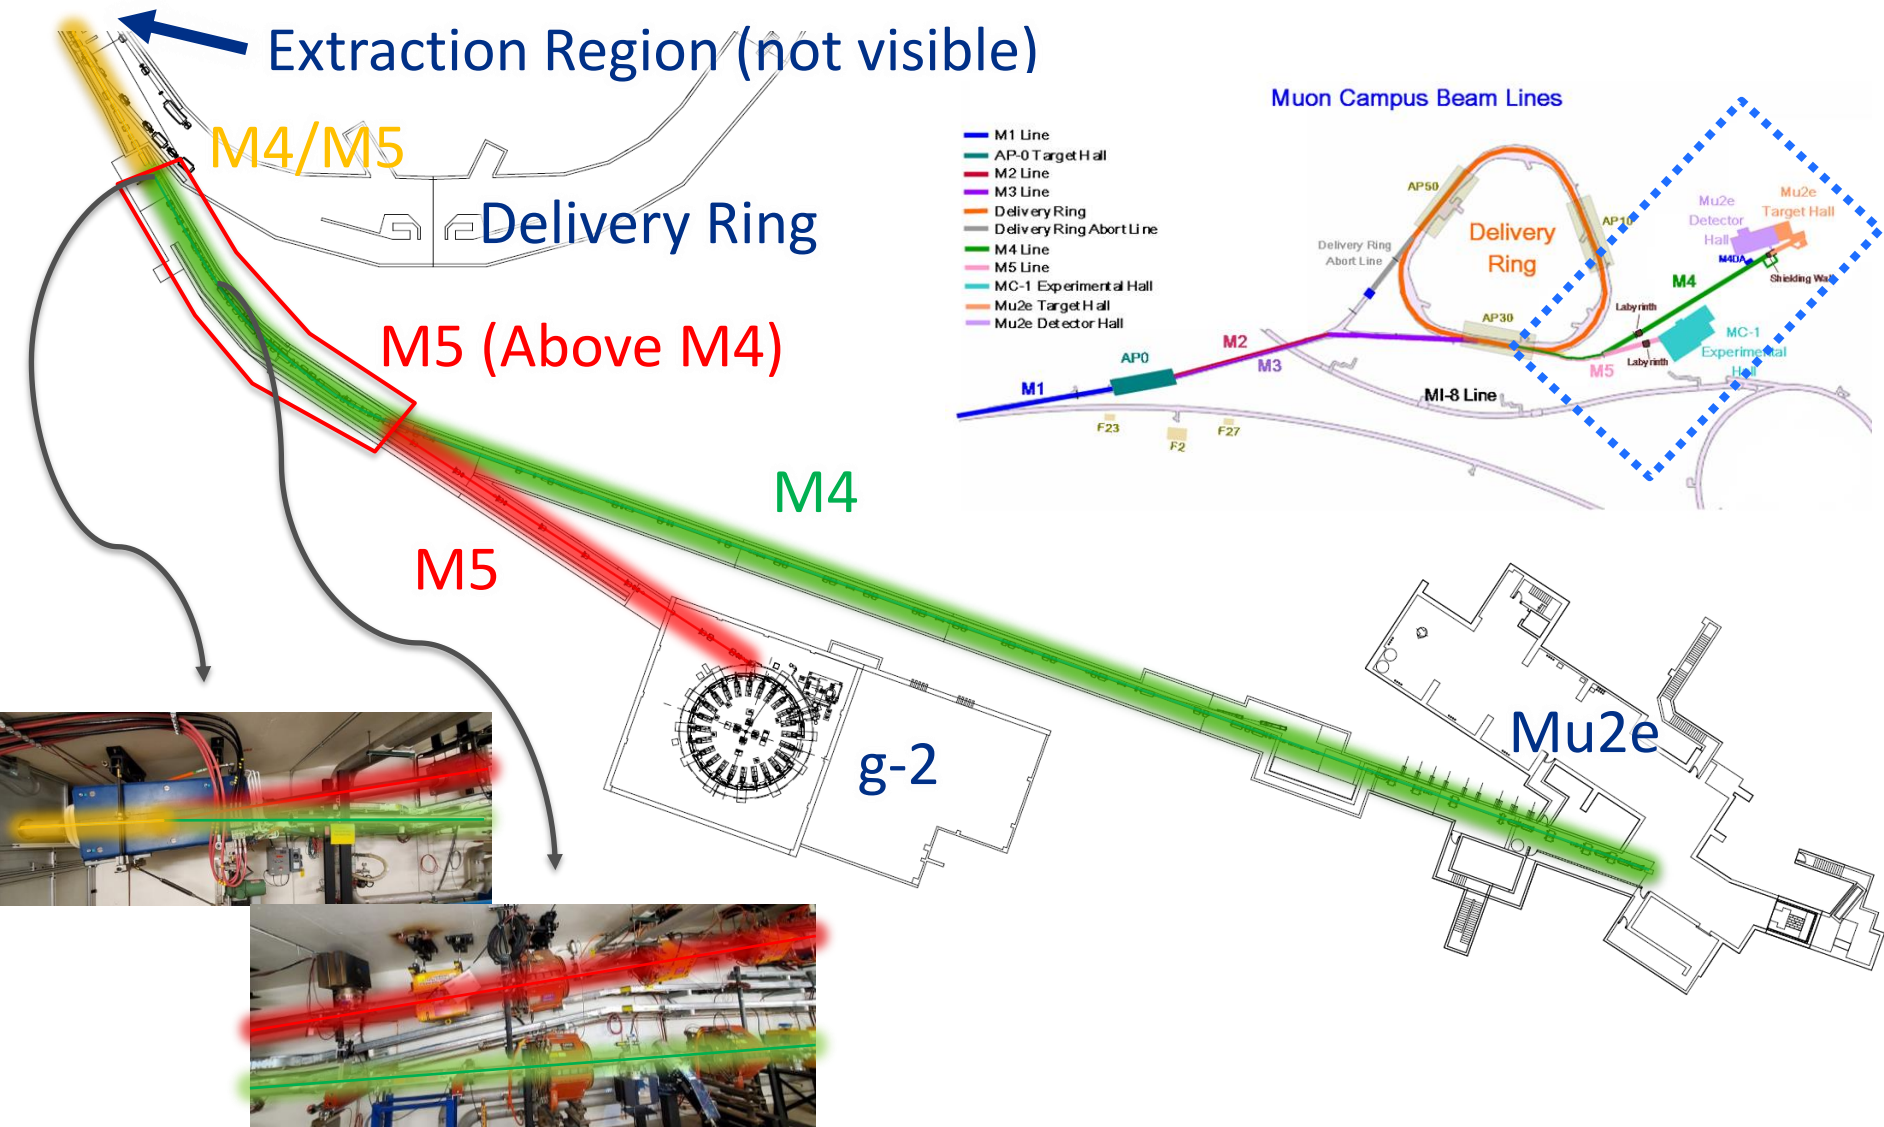 Extraction Region (not visible)
M4/M5
Delivery Ring
M5 (Above M4)
M4
M5
g-2
Mu2e
Muon Campus Beam Lines
M1 Line
AP-0 Target Hall
M2 Line
M3 Line
Delivery Ring
Delivery Ring Abort Line
M4 Line
M5 Line
MC-1 Experimental Hall
Mu2e Target Hall
Mu2e Detector Hall
AP50
AP10
Delivery
Ring
Delivery Ring
Abort Line
AP30
Mu2e
Detector
Hall
Mu2e
Target Hall
M4DA
M4
Shielding Wall
Labyrinth
Labyrinth
MC-1
Experimental
Hall
M5
M2
M3
AP0
M1
MI-8 Line
F23
F2
F27